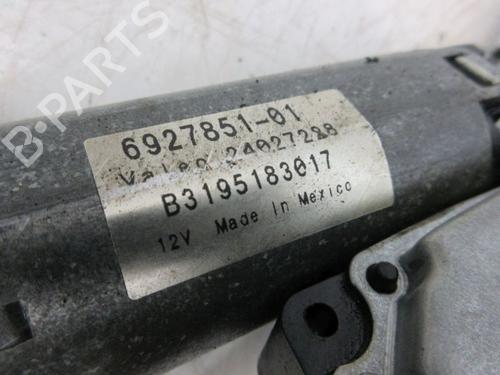 B-PARTS
6927851-01
Valeo 24027288
B3195183017
12V Made in Mexico